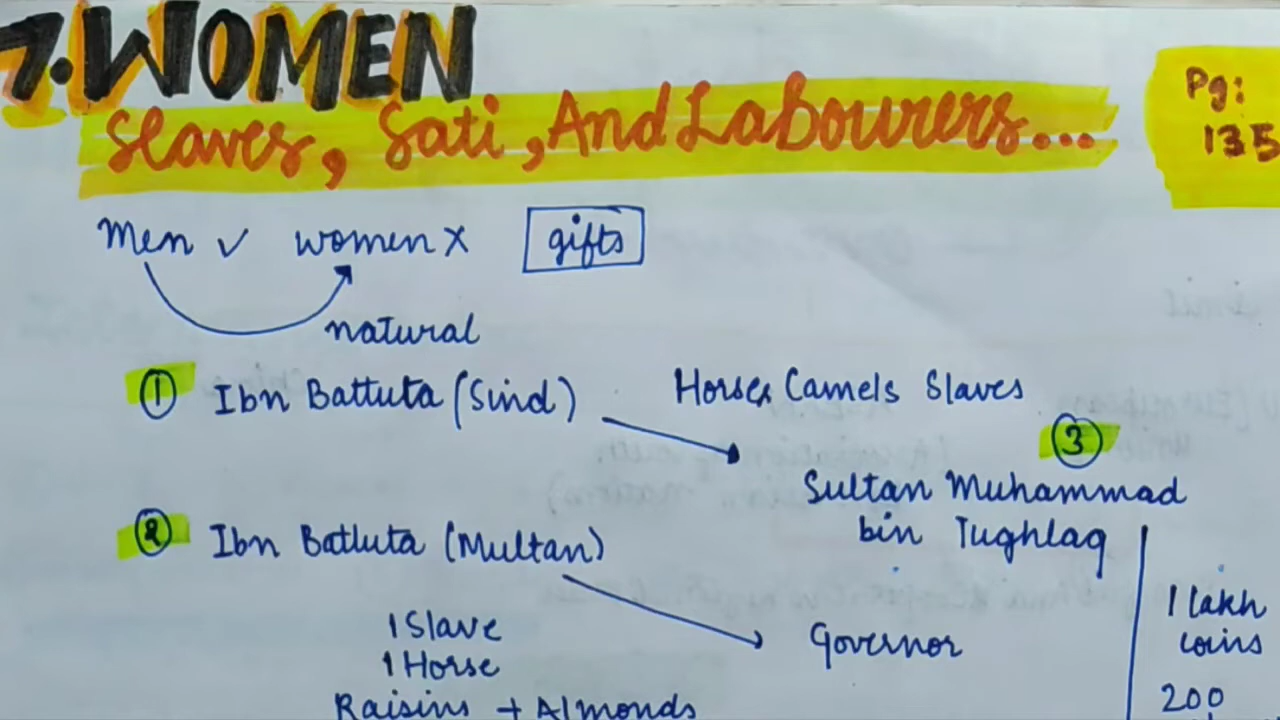 7. WOMEN
Slaves, Sati, And Labourers...
Pg:
135
Men ✓ women X gifts
natural
① Ibn Battuta (Sind) Horses Camels Slaves
③
Sultan Muhammad
bin Tughlaq
② Ibn Battuta (Multan)
1 lakh
coins
1 Slave
Governor
1 Horse
Raisins + Almonds
200